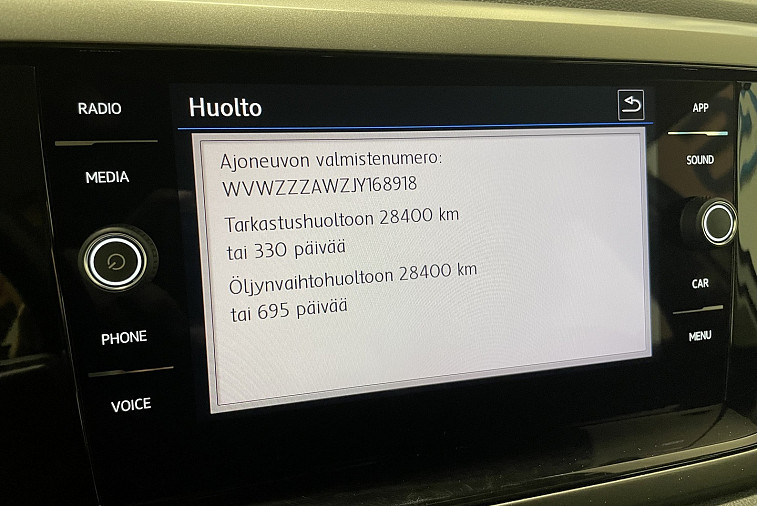 RADIO
MEDIA
PHONE
VOICE
Huolto
Ajoneuvon valmistenumero:
WVWZZZAWZJY168918
Tarkastushuoltoon 28400 km
tai 330 päivää
Öljynvaihtohuoltoon 28400 km
tai 695 päivää
APP
SOUND
CAR
MENU